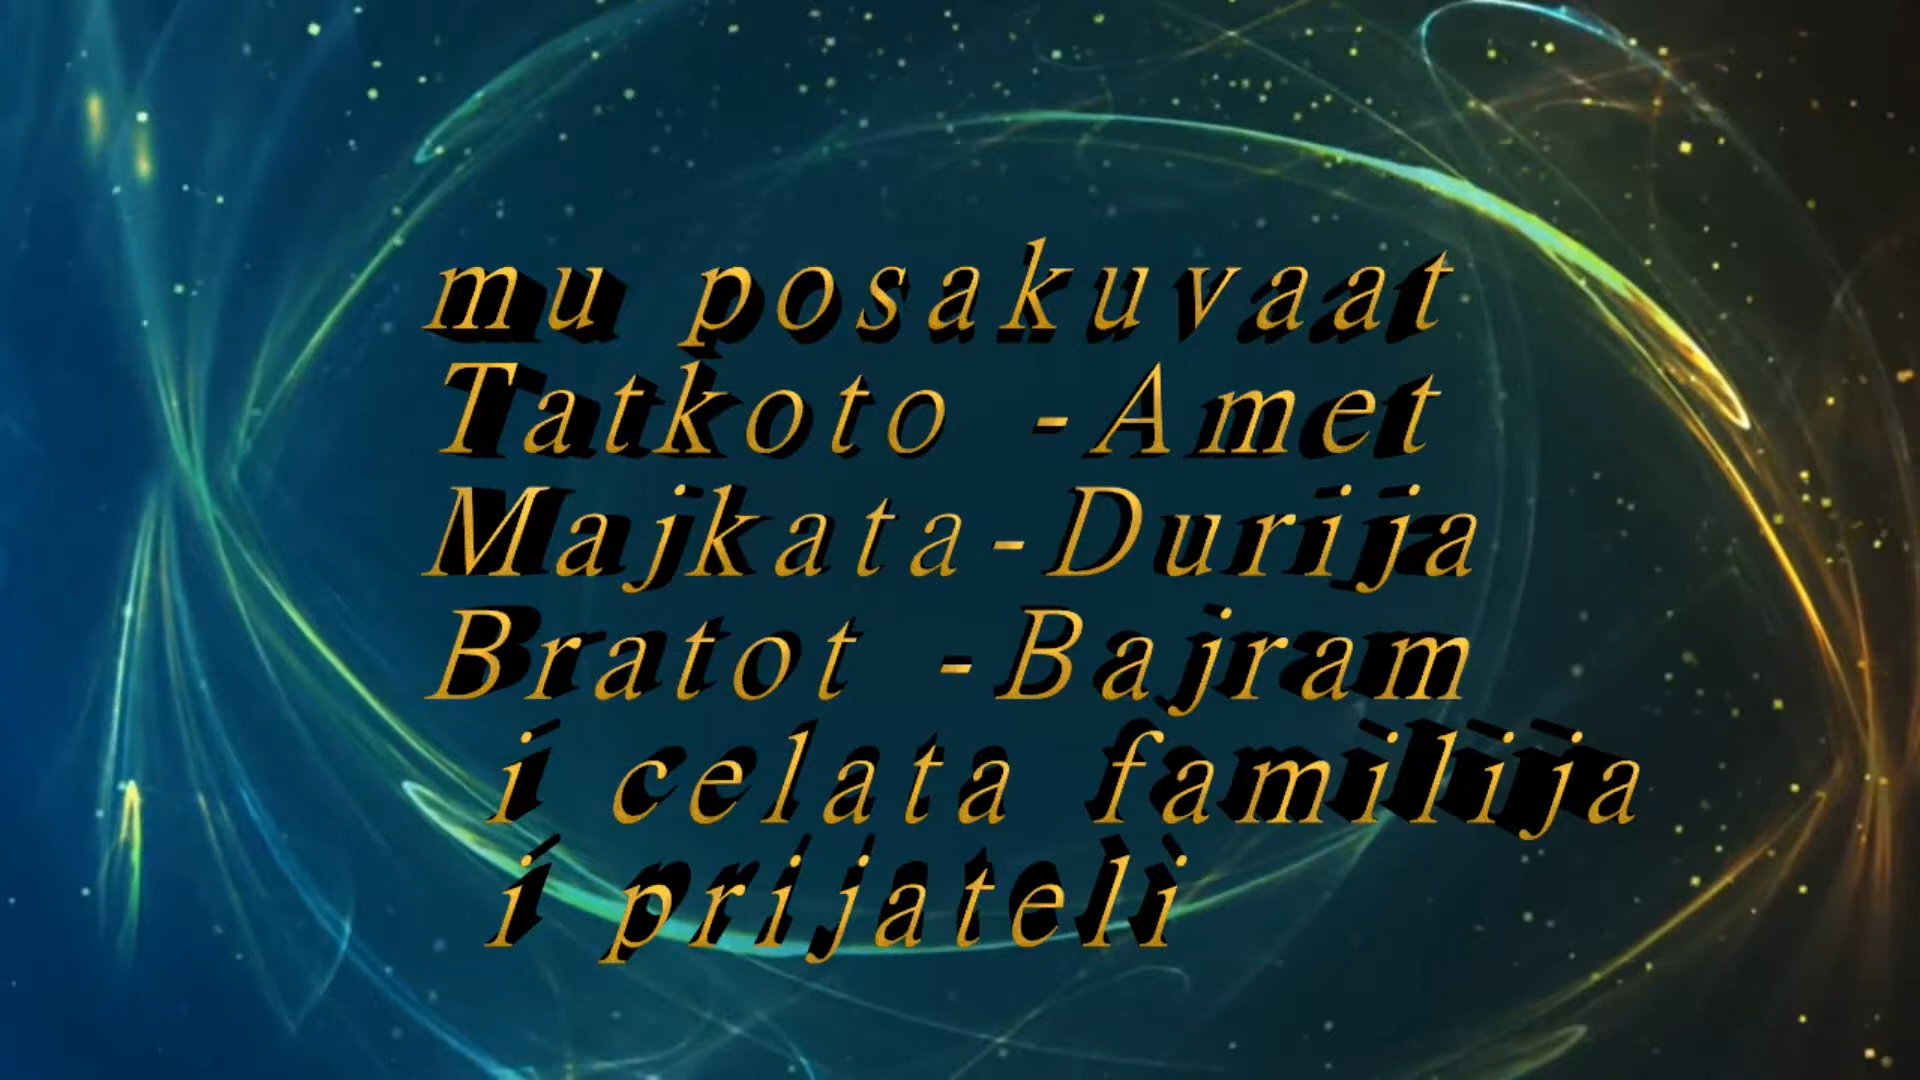 mu posakuvaat
Tatkoto -Amet
Majkata-Durija
Bratot -Bajram
i celata familija
i prijateli